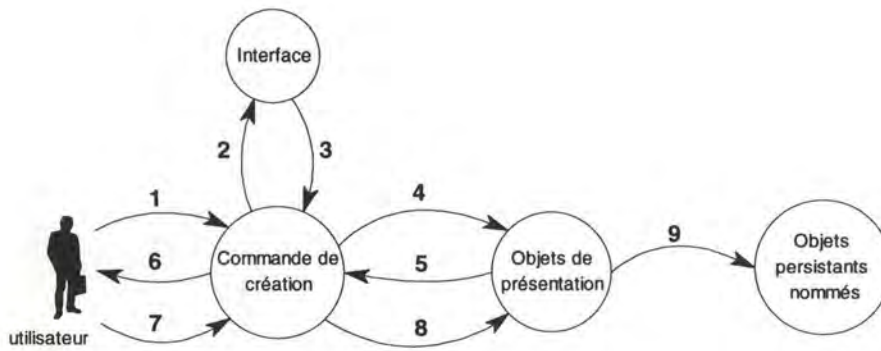 Interface
2
3
1
4
9
6
Commande de
création
5
Objets de
présentation
Objets
persistants
nommés
7
8
utilisateur